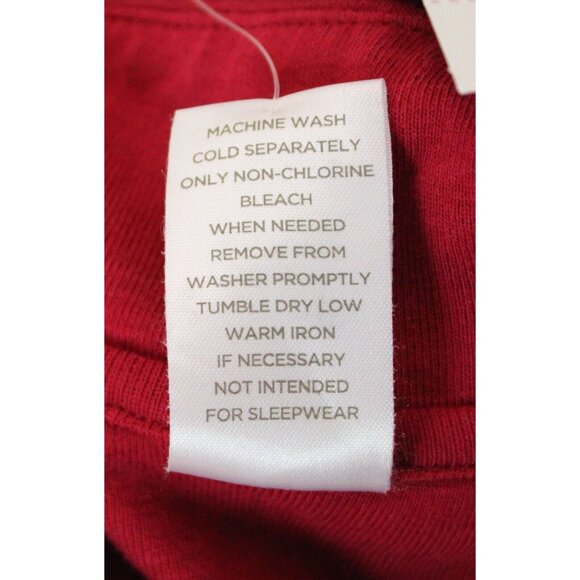 MACHINE WASH
COLD SEPARATELY
ONLY NON-CHLORINE
BLEACH
WHEN NEEDED
REMOVE FROM
WASHER PROMPTLY
TUMBLE DRY LOW
WARM IRON
IF NECESSARY
NOT INTENDED
FOR SLEEPWEAR